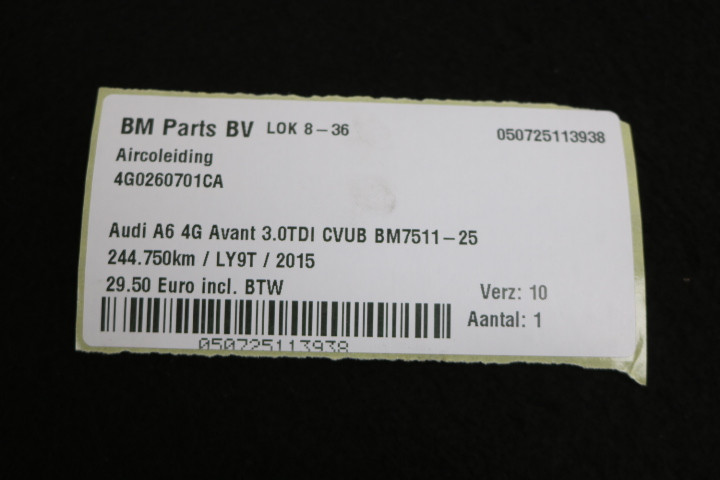 BM Parts BV LOK 8-36 050725113938
Aircoleiding
4G0260701CA
Audi A6 4G Avant 3.0TDI CVUB BM7511-25
244.750km / LY9T / 2015
29.50 Euro incl. BTW
Verz: 10
Aantal: 1
050725113938